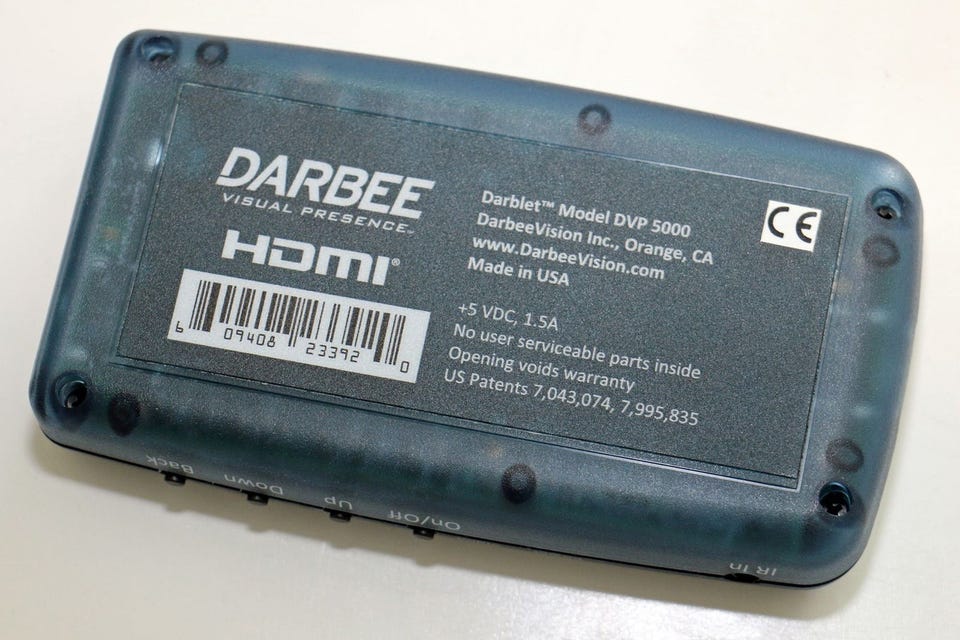 DARBEE
VISUAL PRESENCE™
HDMI®
6 09408 23392 0
Darblet™ Model DVP 5000
DarbeeVision Inc., Orange, CA
www.DarbeeVision.com
Made in USA
+5 VDC, 1.5A
No user serviceable parts inside
Opening voids warranty
US Patents 7,043,074, 7,995,835
CE
Back
Down
Up
On/Off
IR In